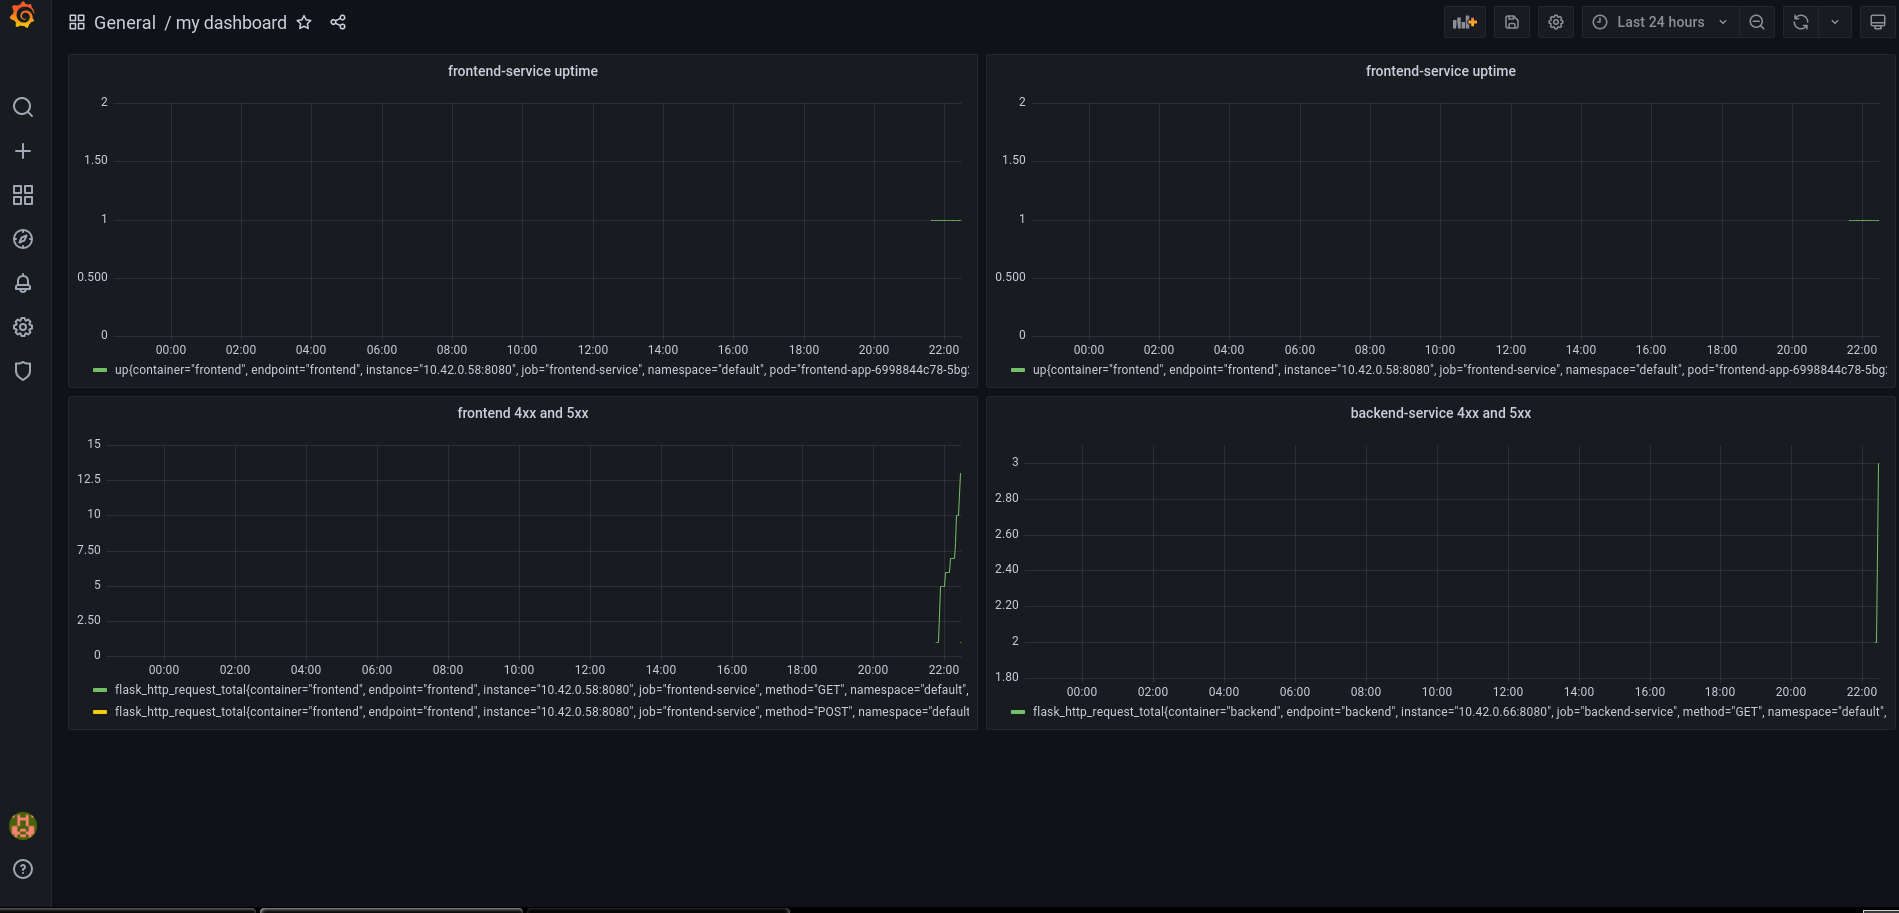 General / my dashboard
Last 24 hours
frontend-service uptime
2
1.50
1
0.500
0
00:00 02:00 04:00 06:00 08:00 10:00 12:00 14:00 16:00 18:00 20:00 22:00
up{container="frontend", endpoint="frontend", instance="10.42.0.58:8080", job="frontend-service", namespace="default", pod="frontend-app-6998844c78-5bg
frontend-service uptime
2
1.50
1
0.500
0
00:00 02:00 04:00 06:00 08:00 10:00 12:00 14:00 16:00 18:00 20:00 22:00
up{container="frontend", endpoint="frontend", instance="10.42.0.58:8080", job="frontend-service", namespace="default", pod="frontend-app-6998844c78-5bg
frontend 4xx and 5xx
15
12.5
10
7.50
5
2.50
0
00:00 02:00 04:00 06:00 08:00 10:00 12:00 14:00 16:00 18:00 20:00 22:00
flask_http_request_total{container="frontend", endpoint="frontend", instance="10.42.0.58:8080", job="frontend-service", method="GET", namespace="default",
flask_http_request_total{container="frontend", endpoint="frontend", instance="10.42.0.58:8080", job="frontend-service", method="POST", namespace="default
backend-service 4xx and 5xx
3
2.80
2.60
2.40
2.20
2
1.80
00:00 02:00 04:00 06:00 08:00 10:00 12:00 14:00 16:00 18:00 20:00 22:00
flask_http_request_total{container="backend", endpoint="backend", instance="10.42.0.66:8080", job="backend-service", method="GET", namespace="default",